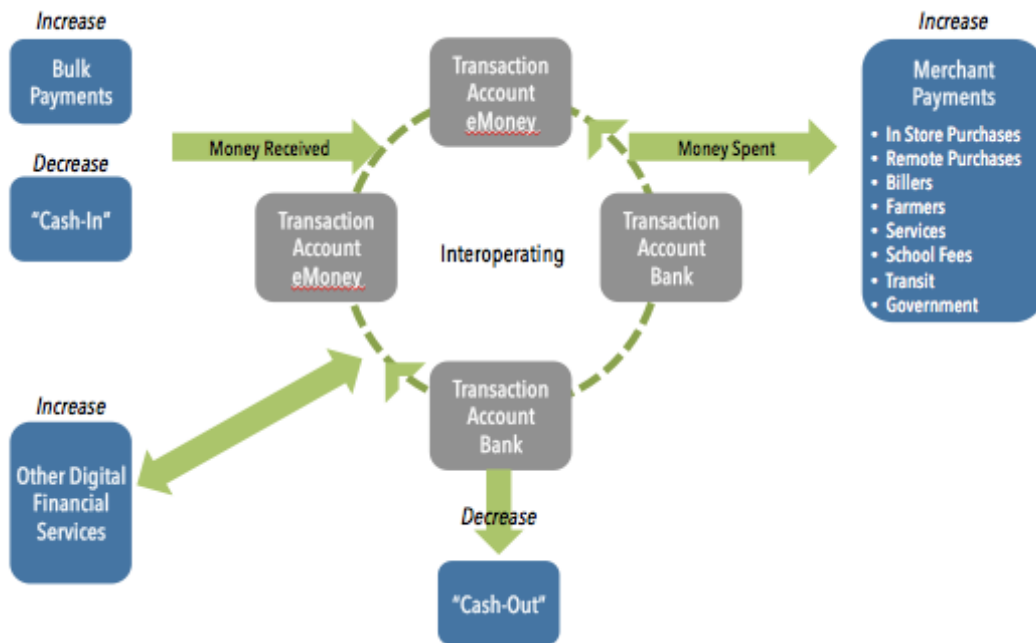 Increase
Bulk
Payments
Decrease
“Cash-In”
Money Received
Transaction
Account
eMoney
Transaction
Account
eMoney
Interoperating
Transaction
Account
Bank
Transaction
Account
Bank
Money Spent
Increase
Merchant
Payments
• In Store Purchases
• Remote Purchases
• Billers
• Farmers
• Services
• School Fees
• Transit
• Government
Increase
Other Digital
Financial
Services
Decrease
“Cash-Out”